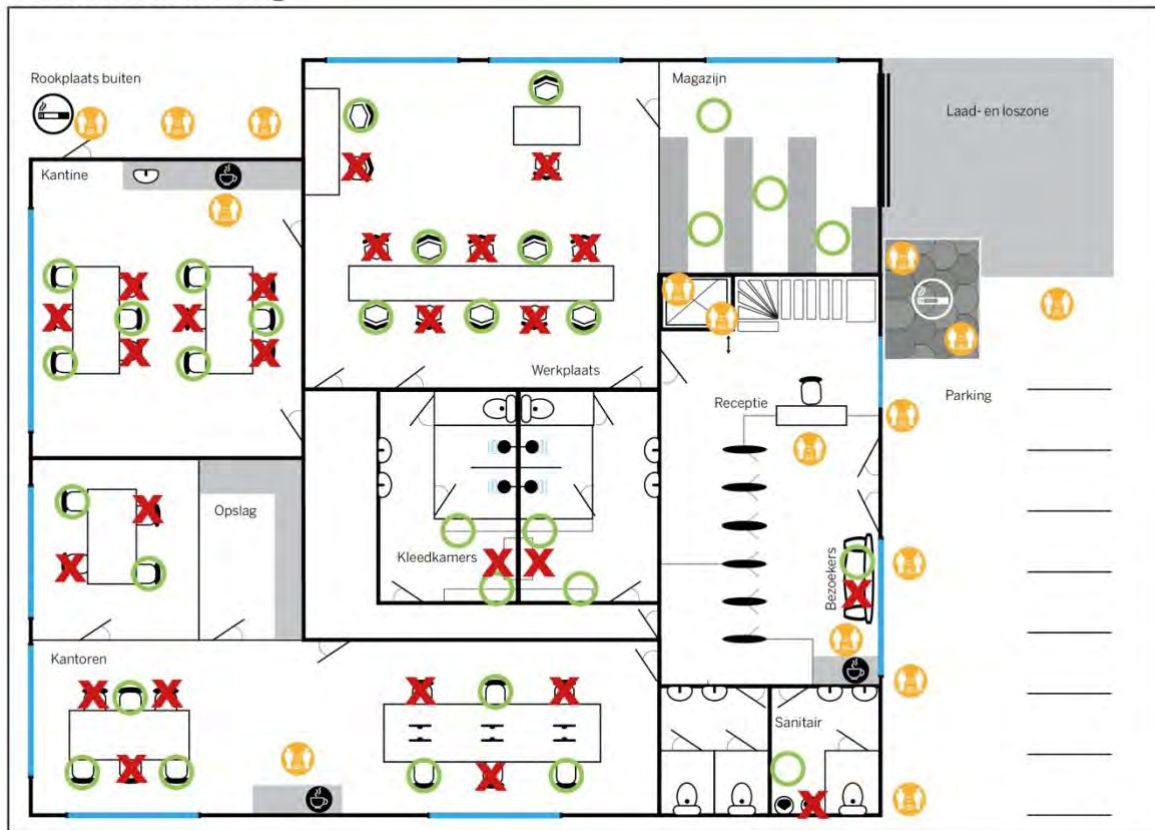 Rookplaats buiten
Magazijn
Laad- en loszone
Kantine
Werkplaats
Receptie
Parking
Opslag
Kleedkamers
Bezoekers
Kantoren
Sanitair